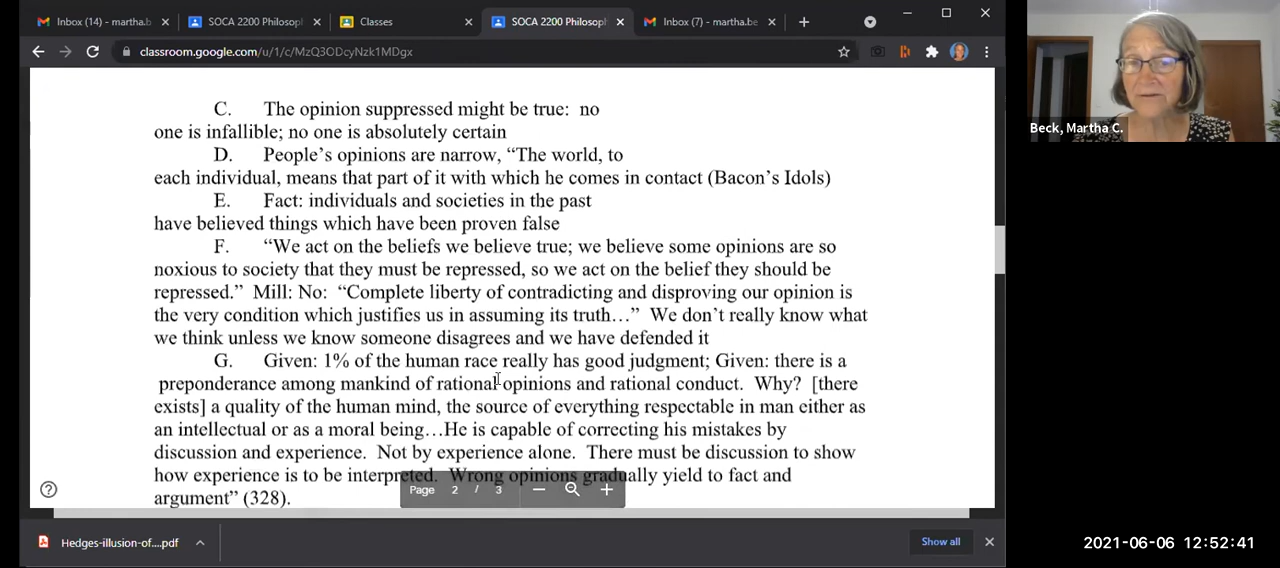 Inbox (14) - martha.b
SOCA 2200 Philosoph
Classes
SOCA 2200 Philosoph
Inbox (7) - martha.be
classroom.google.com/u/1/c/MzQ3ODcyNzk1MDgx
C. The opinion suppressed might be true: no
one is infallible; no one is absolutely certain
D. People's opinions are narrow, "The world, to
each individual, means that part of it with which he comes in contact (Bacon's Idols)
E. Fact: individuals and societies in the past
have believed things which have been proven false
F. "We act on the beliefs we believe true; we believe some opinions are so
noxious to society that they must be repressed, so we act on the belief they should be
repressed." Mill: No: "Complete liberty of contradicting and disproving our opinion is
the very condition which justifies us in assuming its truth…" We don't really know what
we think unless we know someone disagrees and we have defended it
G. Given: 1% of the human race really has good judgment; Given: there is a
preponderance among mankind of rational opinions and rational conduct. Why? [there
exists] a quality of the human mind, the source of everything respectable in man either as
an intellectual or as a moral being…He is capable of correcting his mistakes by
discussion and experience. Not by experience alone. There must be discussion to show
how experience is to be interpreted. Wrong opinions gradually yield to fact and
argument" (328).
Page 2 / 3
Hedges-illusion-of....pdf
Show all
Beck, Martha C.
2021-06-06 12:52:41